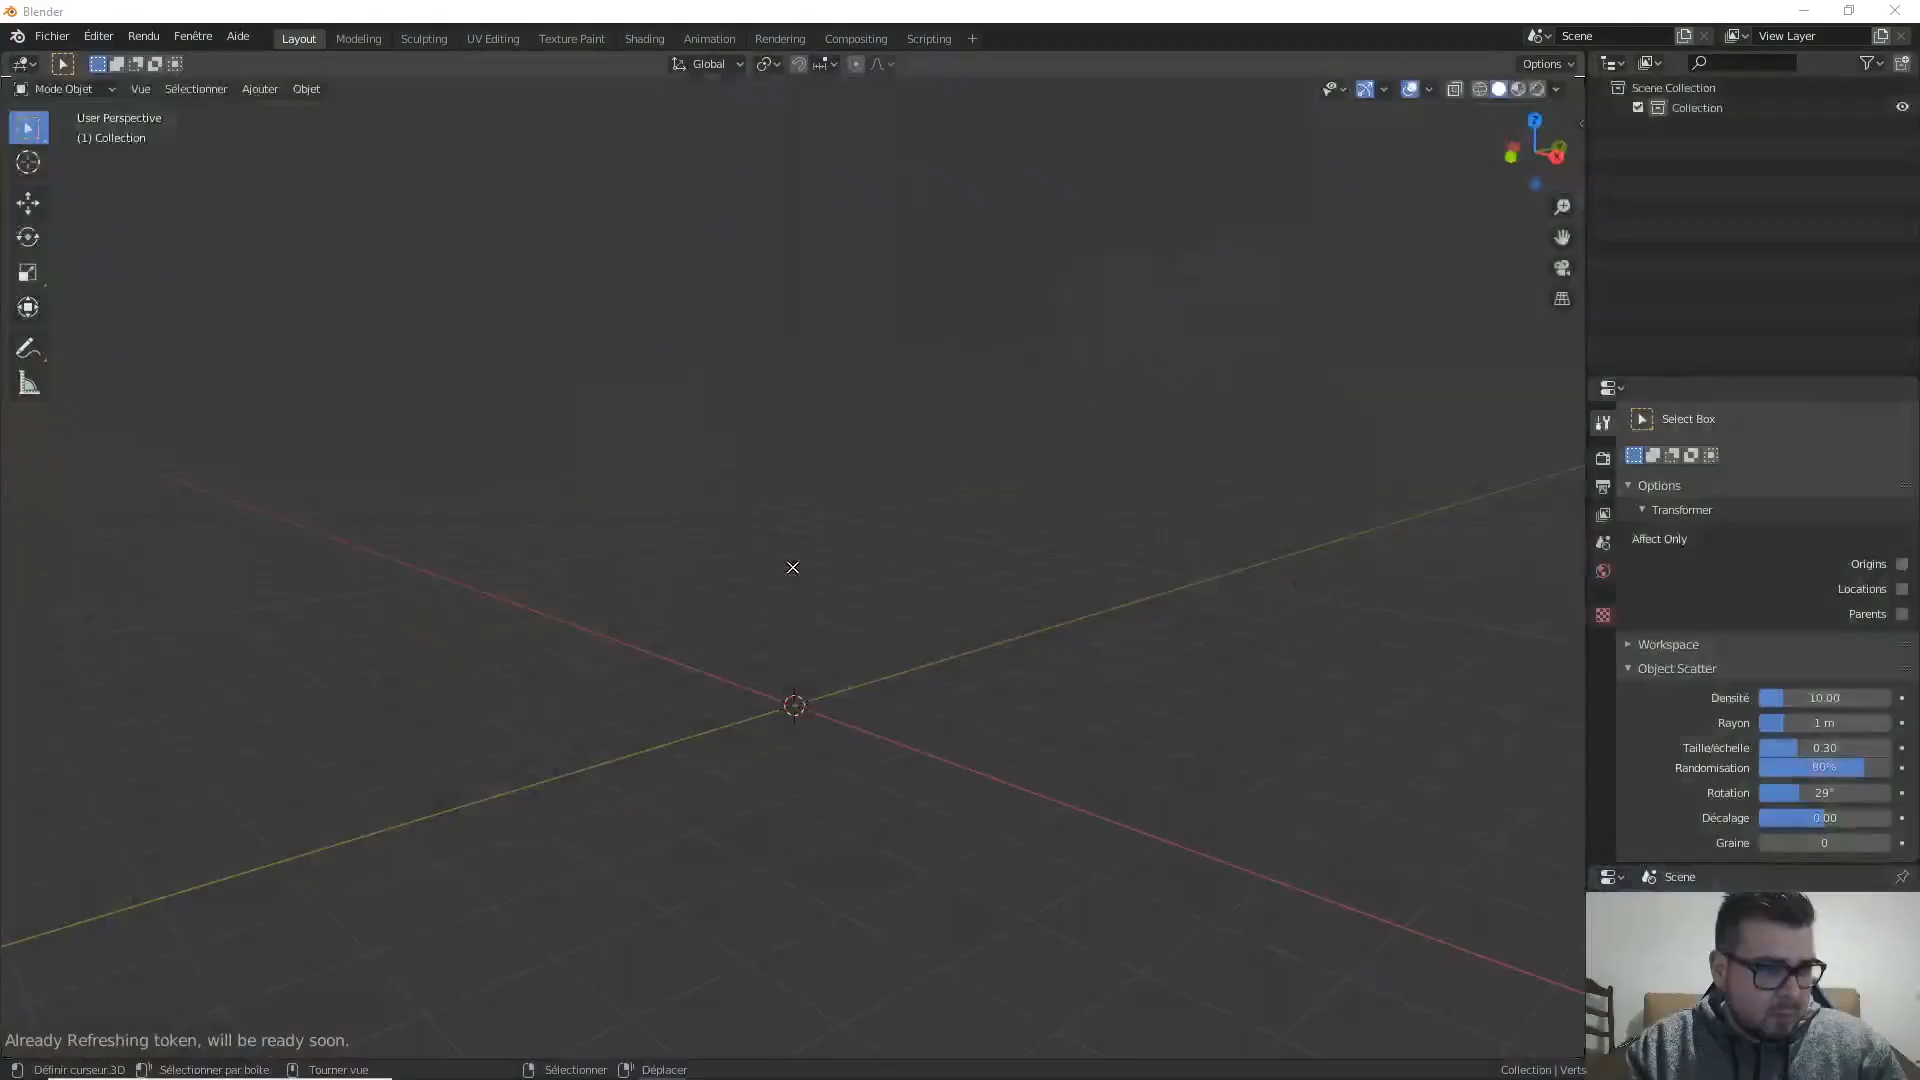 Blender
Fichier Éditer Rendu Fenêtre Aide Layout Modeling Sculpting UV Editing Texture Paint Shading Animation Rendering Compositing Scripting Scene View Layer
Global Options
Mode Objet Vue Sélectionner Ajouter Objet
User Perspective
(1) Collection
Z
Y
X
Scene Collection
Collection
Select Box
Options
Transformer
Affect Only
Origins
Locations
Parents
Workspace
Object Scatter
Densité 10.00
Rayon 1 m
Taille/échelle 0.30
Randomisation 80%
Rotation 29°
Décalage 0.00
Graine 0
Scene
Already Refreshing token, will be ready soon.
Définir curseur 3D Sélectionner par boîte Tourner vue Sélectionner Déplacer Collection | Verts